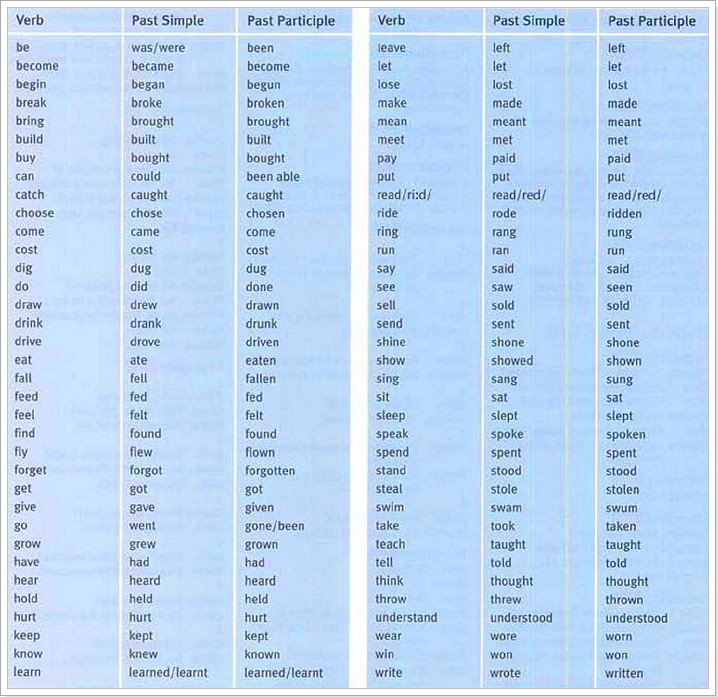 Verb Past Simple Past Participle
be was/were been
become became become
begin began begun
break broke broken
bring brought brought
build built built
buy bought bought
can could been able
catch caught caught
choose chose chosen
come came come
cost cost cost
dig dug dug
do did done
draw drew drawn
drink drank drunk
drive drove driven
eat ate eaten
fall fell fallen
feed fed fed
feel felt felt
find found found
fly flew flown
forget forgot forgotten
get got got
give gave given
go went gone/been
grow grew grown
have had had
hear heard heard
hold held held
hurt hurt hurt
keep kept kept
know knew known
learn learned/learnt learned/learnt
Verb Past Simple Past Participle
leave left left
let let let
lose lost lost
make made made
mean meant meant
meet met met
pay paid paid
put put put
read/ri:d/ read/red/ read/red/
ride rode ridden
ring rang rung
run ran run
say said said
see saw seen
sell sold sold
send sent sent
shine shone shone
show showed shown
sing sang sung
sit sat sat
sleep slept slept
speak spoke spoken
spend spent spent
stand stood stood
steal stole stolen
swim swam swum
take took taken
teach taught taught
tell told told
think thought thought
throw threw thrown
understand understood understood
wear wore worn
win won won
write wrote written